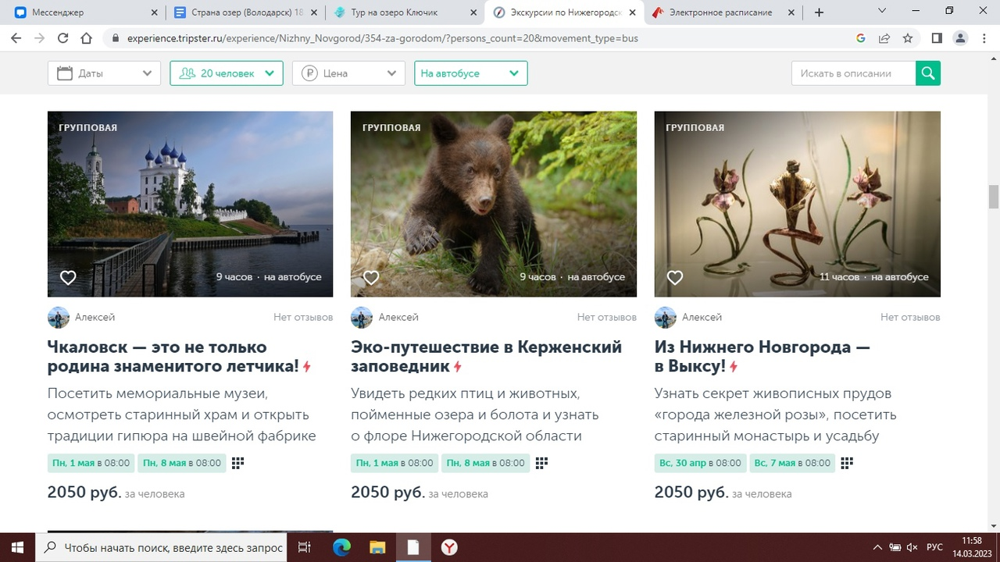 Мессенджер
Страна озер (Володарск) 18
Тур на озеро Ключик
Экскурсии по Нижегородск
Электронное расписание
experience.tripster.ru/experience/Nizhny_Novgorod/354-za-gorodom/?persons_count=20&movement_type=bus
Даты
20 человек
Цена
На автобусе
Искать в описании
ГРУППОВАЯ
9 часов · на автобусе
Алексей
Нет отзывов
Чкаловск — это не только
родина знаменитого летчика!
Посетить мемориальные музеи,
осмотреть старинный храм и открыть
традиции гипюра на швейной фабрике
Пн, 1 мая в 08:00
Пн, 8 мая в 08:00
2050 руб. за человека
ГРУППОВАЯ
9 часов · на автобусе
Алексей
Нет отзывов
Эко-путешествие в Керженский
заповедник
Увидеть редких птиц и животных,
пойменные озера и болота и узнать
о флоре Нижегородской области
Пн, 1 мая в 08:00
Пн, 8 мая в 08:00
2050 руб. за человека
ГРУППОВАЯ
11 часов · на автобусе
Алексей
Нет отзывов
Из Нижнего Новгорода —
в Выксу!
Узнать секрет живописных прудов
«города железной розы», посетить
старинный монастырь и усадьбу
Вс, 30 апр в 08:00
Вс, 7 мая в 08:00
2050 руб. за человека
Чтобы начать поиск, введите здесь запрос
РУС
11:58
14.03.2023